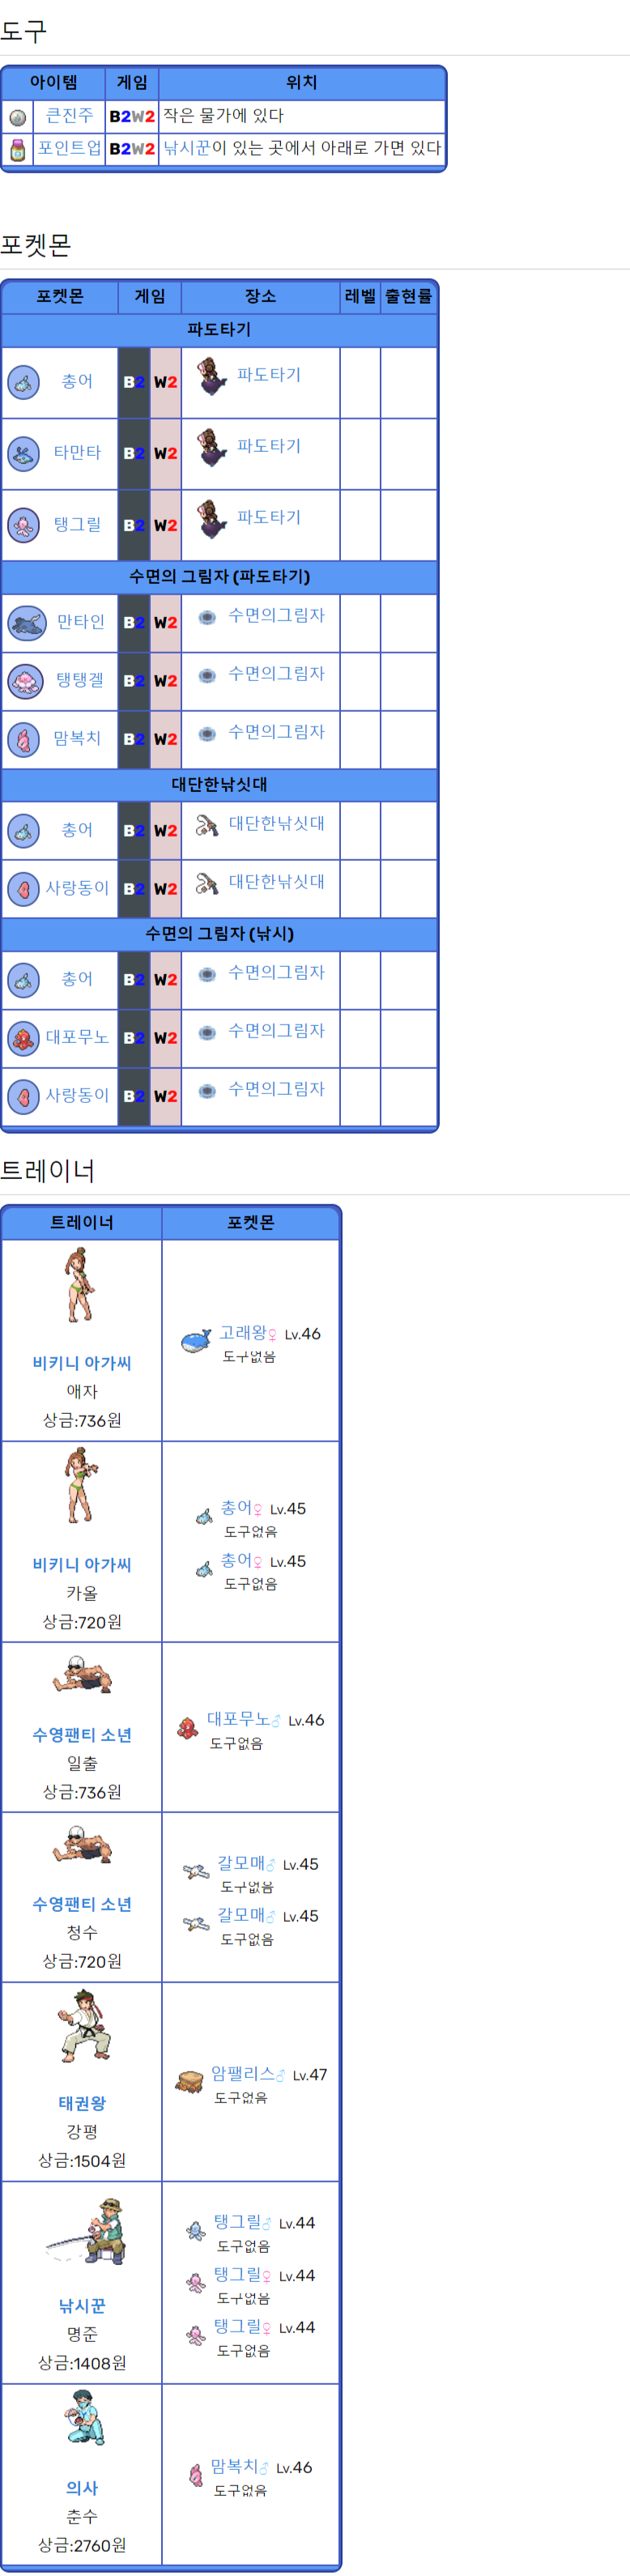 도구
아이템 게임 위치
큰진주 B2W2 작은 물가에 있다
포인트업 B2W2 낚시꾼이 있는 곳에서 아래로 가면 있다
포켓몬
포켓몬 게임 장소 레벨 출현률
파도타기
총어 B2 W2 파도타기
타만타 B2 W2 파도타기
탱그릴 B2 W2 파도타기
수면의 그림자 (파도타기)
만타인 B2 W2 수면의그림자
탱탱겔 B2 W2 수면의그림자
맘복치 B2 W2 수면의그림자
대단한낚싯대
총어 B2 W2 대단한낚싯대
사랑동이 B2 W2 대단한낚싯대
수면의 그림자 (낚시)
총어 B2 W2 수면의그림자
대포무노 B2 W2 수면의그림자
사랑동이 B2 W2 수면의그림자
트레이너
트레이너 포켓몬
비키니 아가씨
애자
상금:736원
고래왕♀ Lv.46
도구없음
비키니 아가씨
카올
상금:720원
총어♀ Lv.45
도구없음
총어♀ Lv.45
도구없음
수영팬티 소년
일출
상금:736원
대포무노♂ Lv.46
도구없음
수영팬티 소년
청수
상금:720원
갈모매♂ Lv.45
도구없음
갈모매♂ Lv.45
도구없음
태권왕
강평
상금:1504원
암팰리스♂ Lv.47
도구없음
낚시꾼
명준
상금:1408원
탱그릴♂ Lv.44
도구없음
탱그릴♀ Lv.44
도구없음
탱그릴♀ Lv.44
도구없음
의사
춘수
상금:2760원
맘복치♂ Lv.46
도구없음